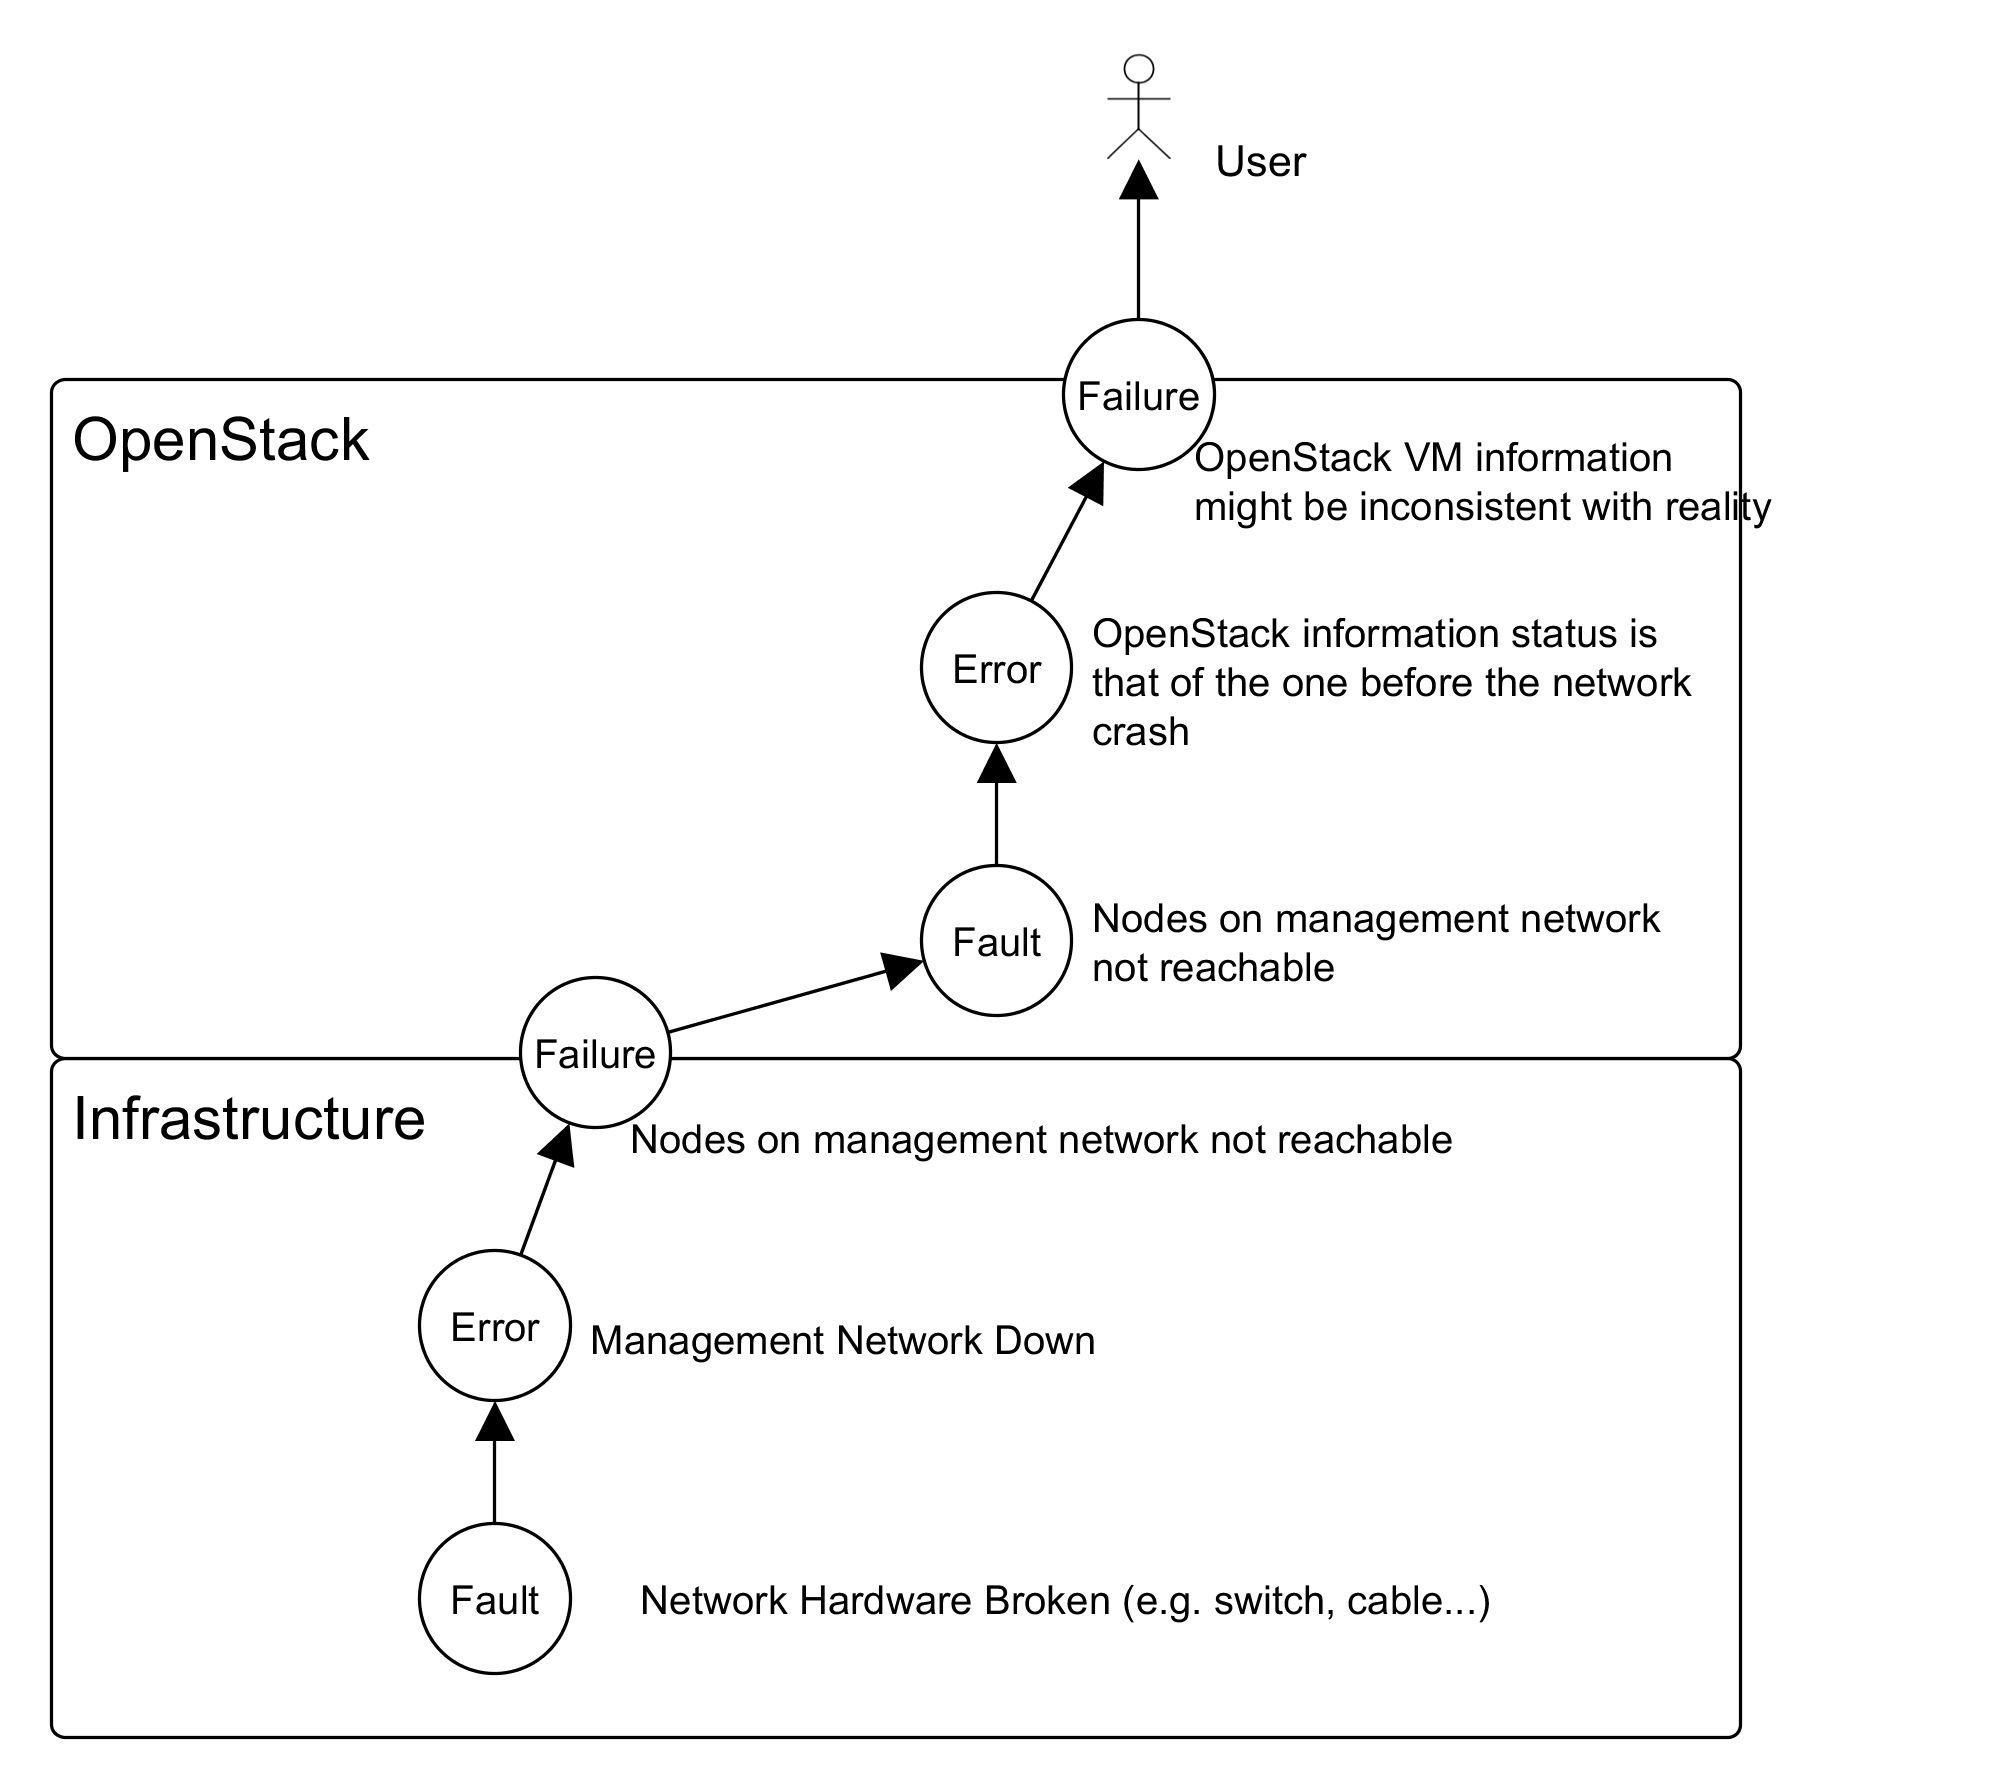 User
Failure
OpenStack
OpenStack VM information
might be inconsistent with reality
Error
OpenStack information status is
that of the one before the network
crash
Fault
Nodes on management network
not reachable
Failure
Infrastructure
Nodes on management network not reachable
Error
Management Network Down
Fault
Network Hardware Broken (e.g. switch, cable...)